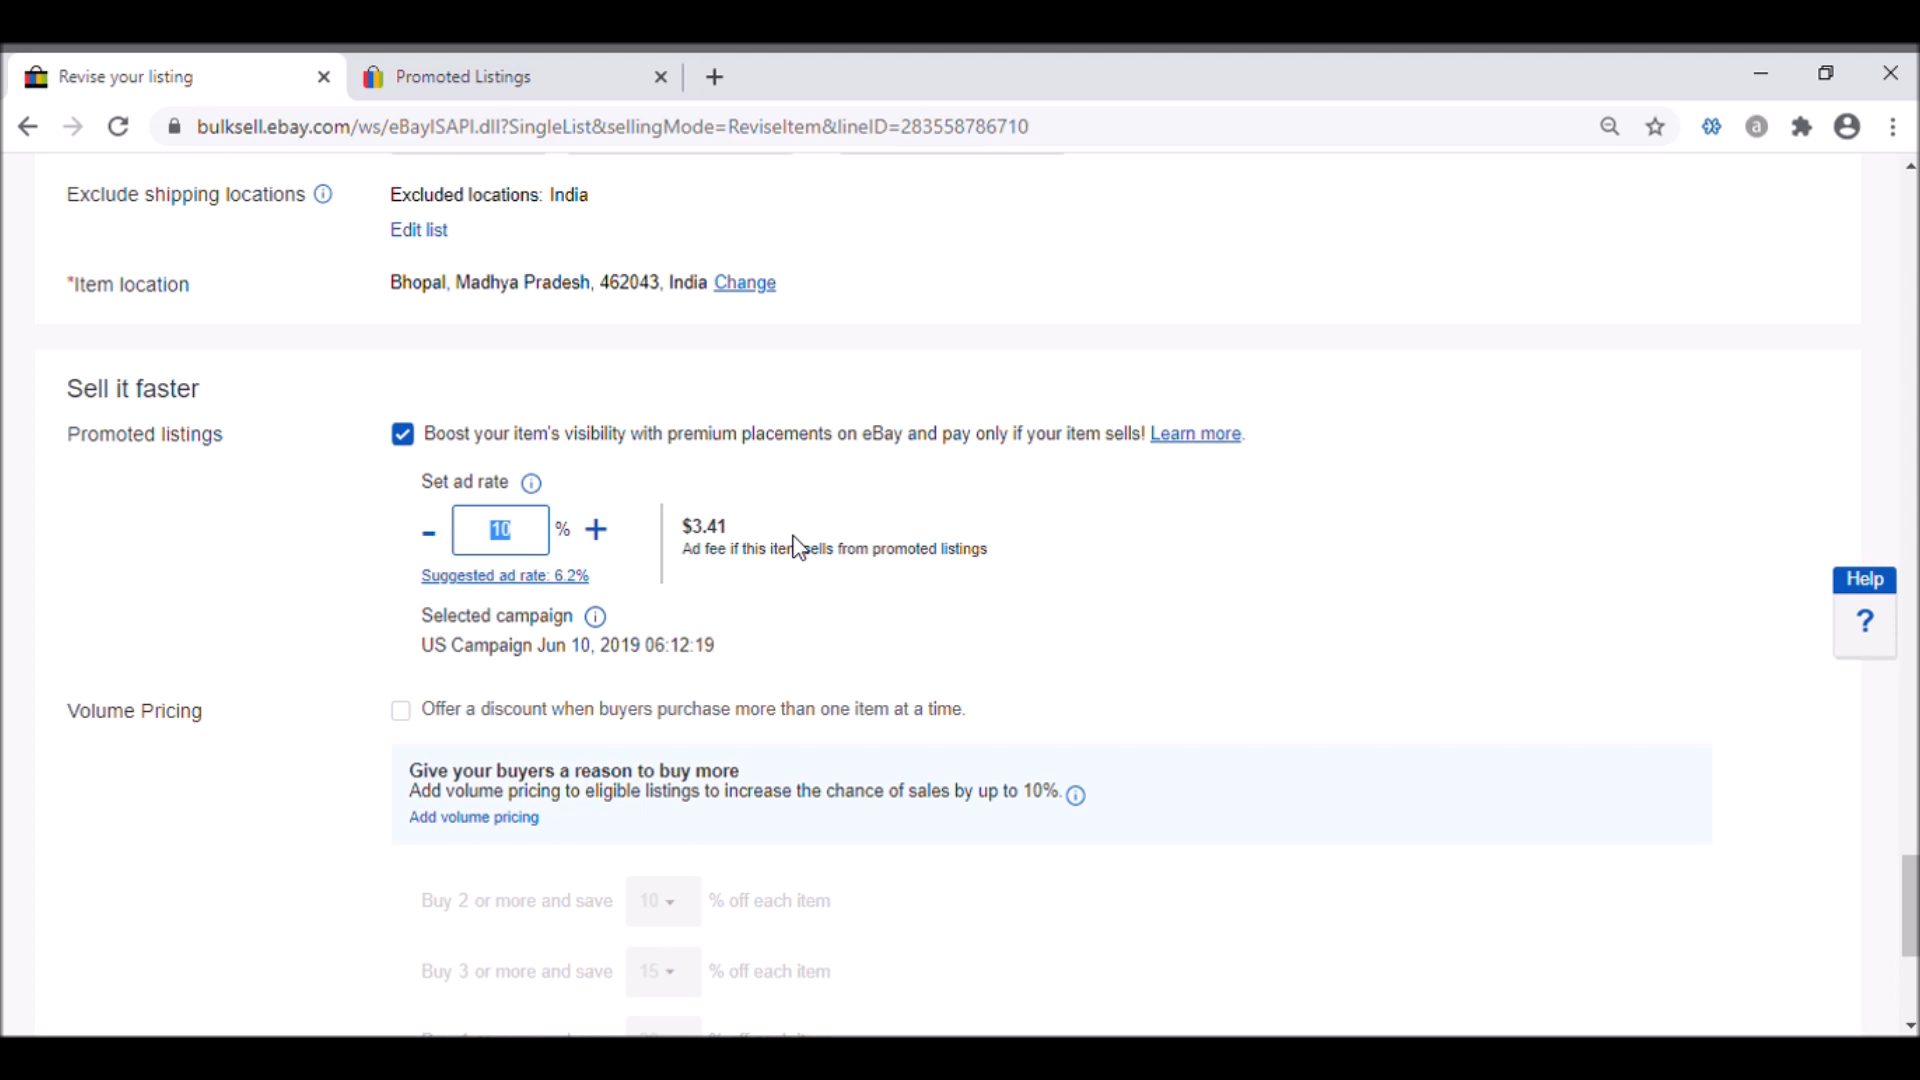 Revise your listing
Promoted Listings
bulksell.ebay.com/ws/eBayISAPI.dll?SingleList&sellingMode=ReviseItem&lineID=283558786710
Exclude shipping locations
Excluded locations: India
Edit list
*Item location
Bhopal, Madhya Pradesh, 462043, India Change
Sell it faster
Promoted listings
Boost your item's visibility with premium placements on eBay and pay only if your item sells! Learn more.
Set ad rate
- 10 % +
$3.41
Ad fee if this item sells from promoted listings
Suggested ad rate: 6.2%
Selected campaign
US Campaign Jun 10, 2019 06:12:19
Help
?
Volume Pricing
Offer a discount when buyers purchase more than one item at a time.
Give your buyers a reason to buy more
Add volume pricing to eligible listings to increase the chance of sales by up to 10%.
Add volume pricing
Buy 2 or more and save 10 % off each item
Buy 3 or more and save 15 % off each item